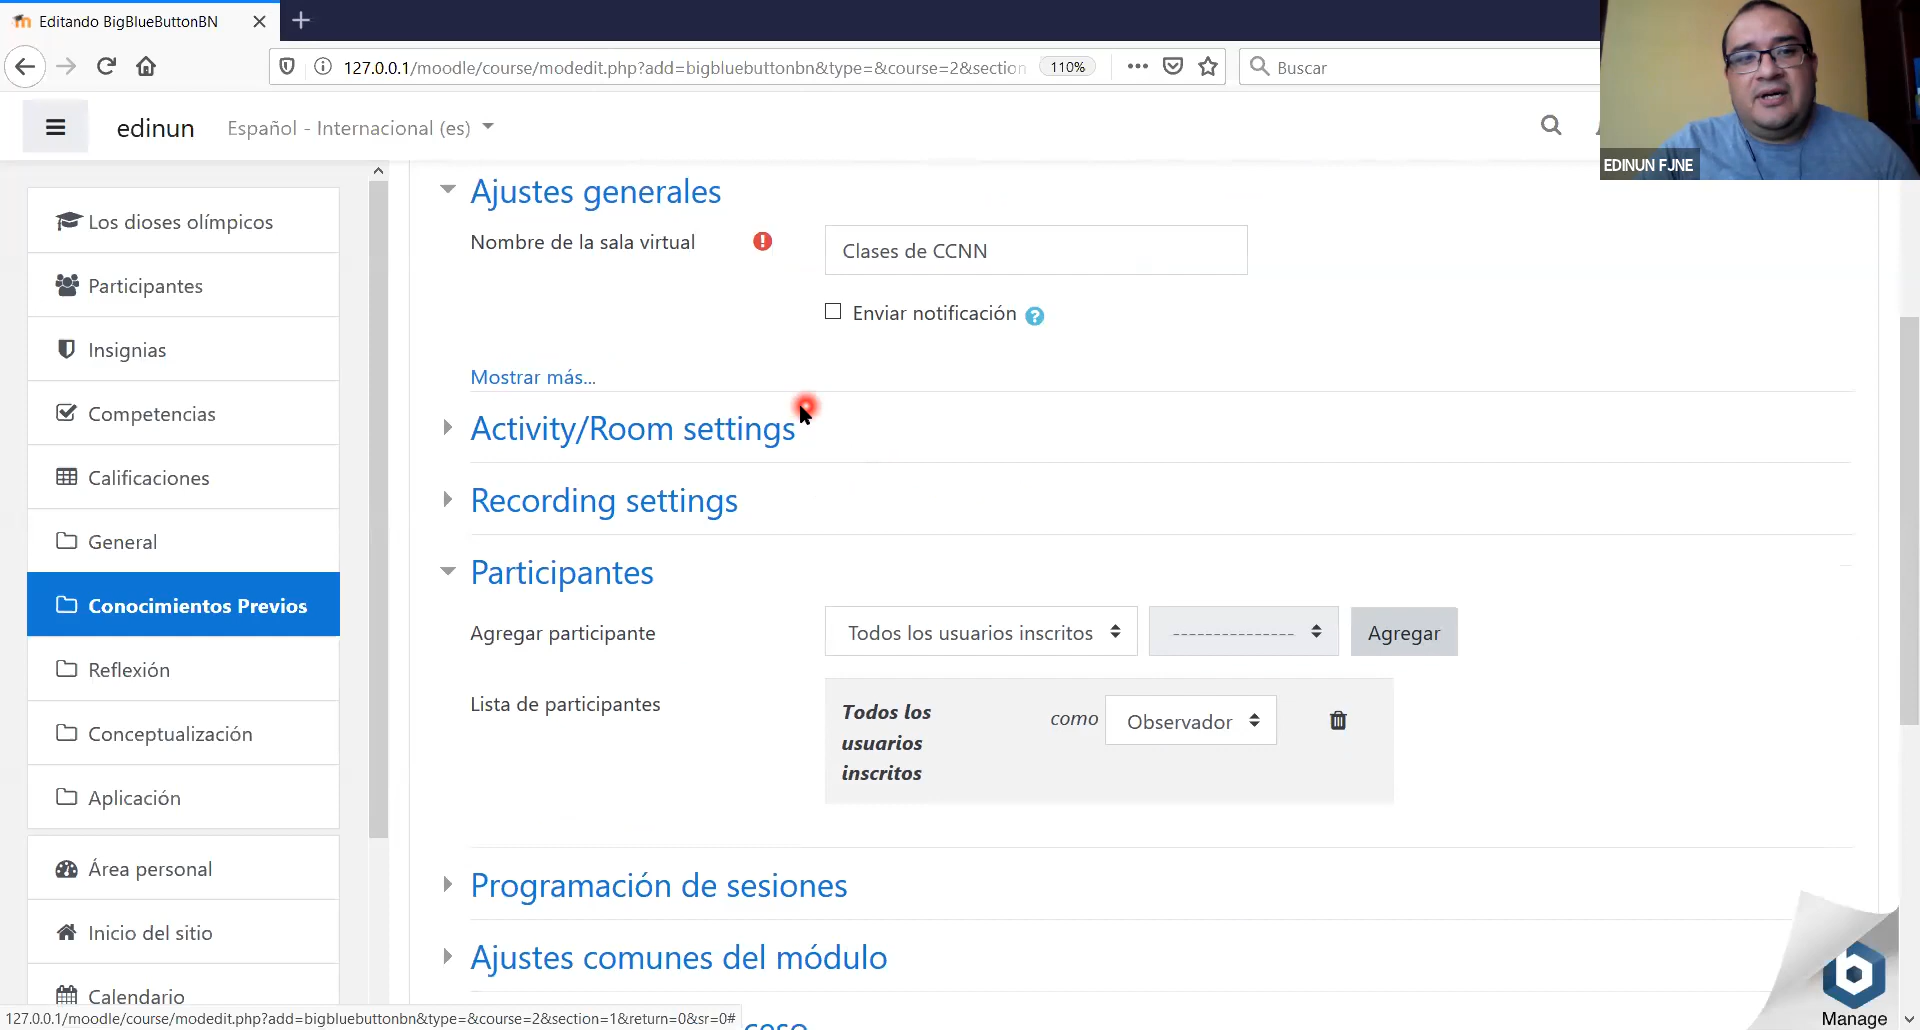 Editando BigBlueButtonBN
127.0.0.1/moodle/course/modedit.php?add=bigbluebuttonbn&type=&course=2&section
110%
Buscar
edinun
Español - Internacional (es)
EDINUN FJNE
Los dioses olímpicos
Participantes
Insignias
Competencias
Calificaciones
General
Conocimientos Previos
Reflexión
Conceptualización
Aplicación
Área personal
Inicio del sitio
Calendario
Ajustes generales
Nombre de la sala virtual
Clases de CCNN
Enviar notificación
Mostrar más...
Activity/Room settings
Recording settings
Participantes
Agregar participante
Todos los usuarios inscritos
---------------
Agregar
Lista de participantes
Todos los
usuarios
inscritos
como
Observador
Programación de sesiones
Ajustes comunes del módulo
127.0.0.1/moodle/course/modedit.php?add=bigbluebuttonbn&type=&course=2&section=1&return=0&sr=0#
Manage